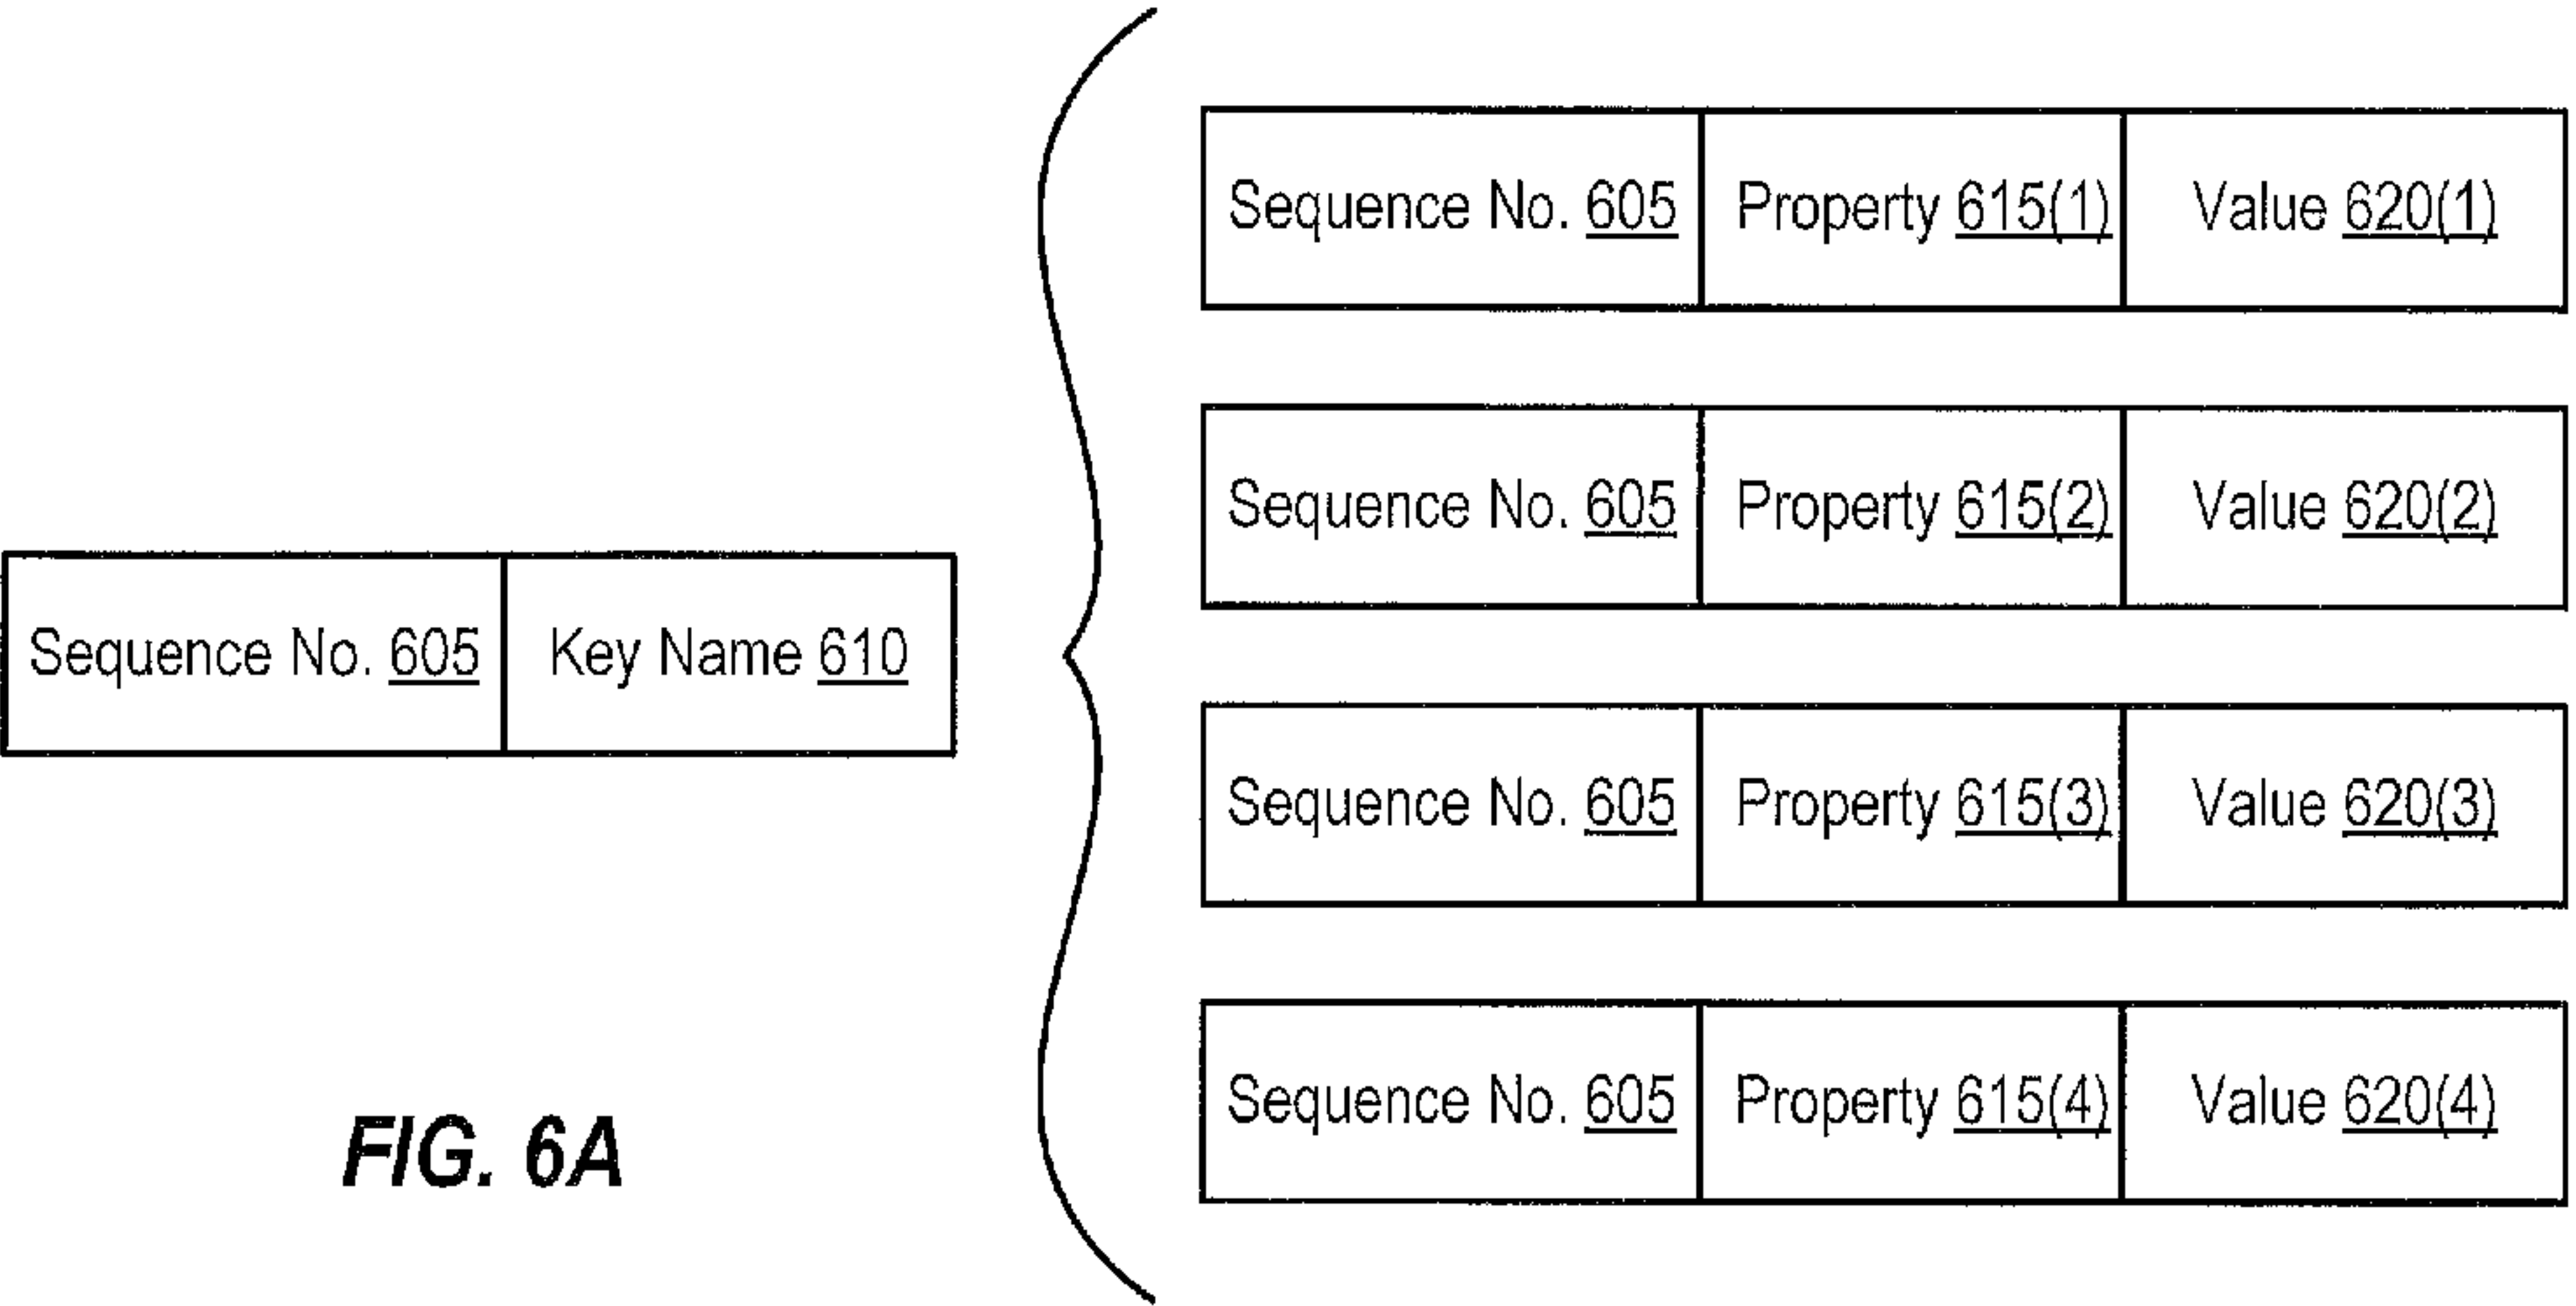 Sequence No. 605 Key Name 610
Sequence No. 605 Property 615(1) Value 620(1)
Sequence No. 605 Property 615(2) Value 620(2)
Sequence No. 605 Property 615(3) Value 620(3)
Sequence No. 605 Property 615(4) Value 620(4)
FIG. 6A